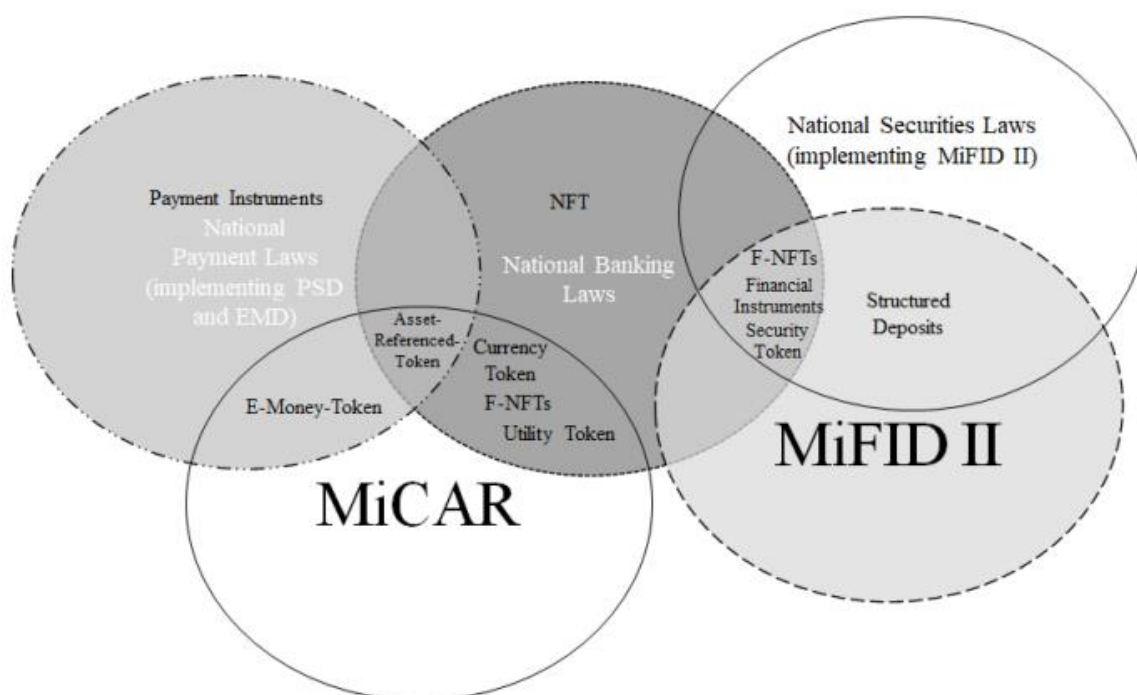 National Securities Laws
(implementing MiFID II)
Payment Instruments
National
Payment Laws
(implementing PSD
and EMD)
NFT
National Banking
Laws
F-NFTs
Financial
Instruments
Security
Token
Structured
Deposits
Asset-
Referenced-
Token
Currency
Token
F-NFTs
Utility Token
E-Money-Token
MiCAR
MiFID II